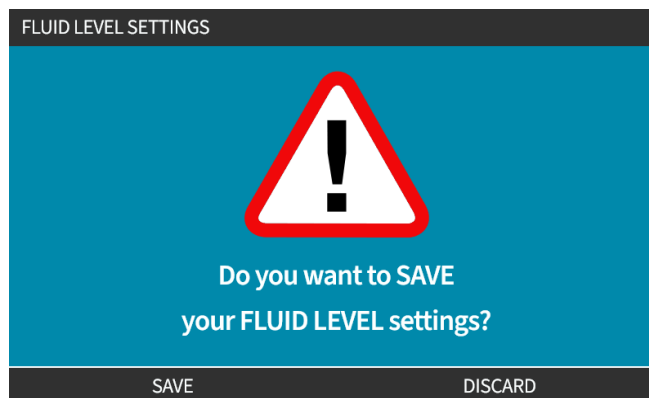 FLUID LEVEL SETTINGS
!
Do you want to SAVE
your FLUID LEVEL settings?
SAVE DISCARD